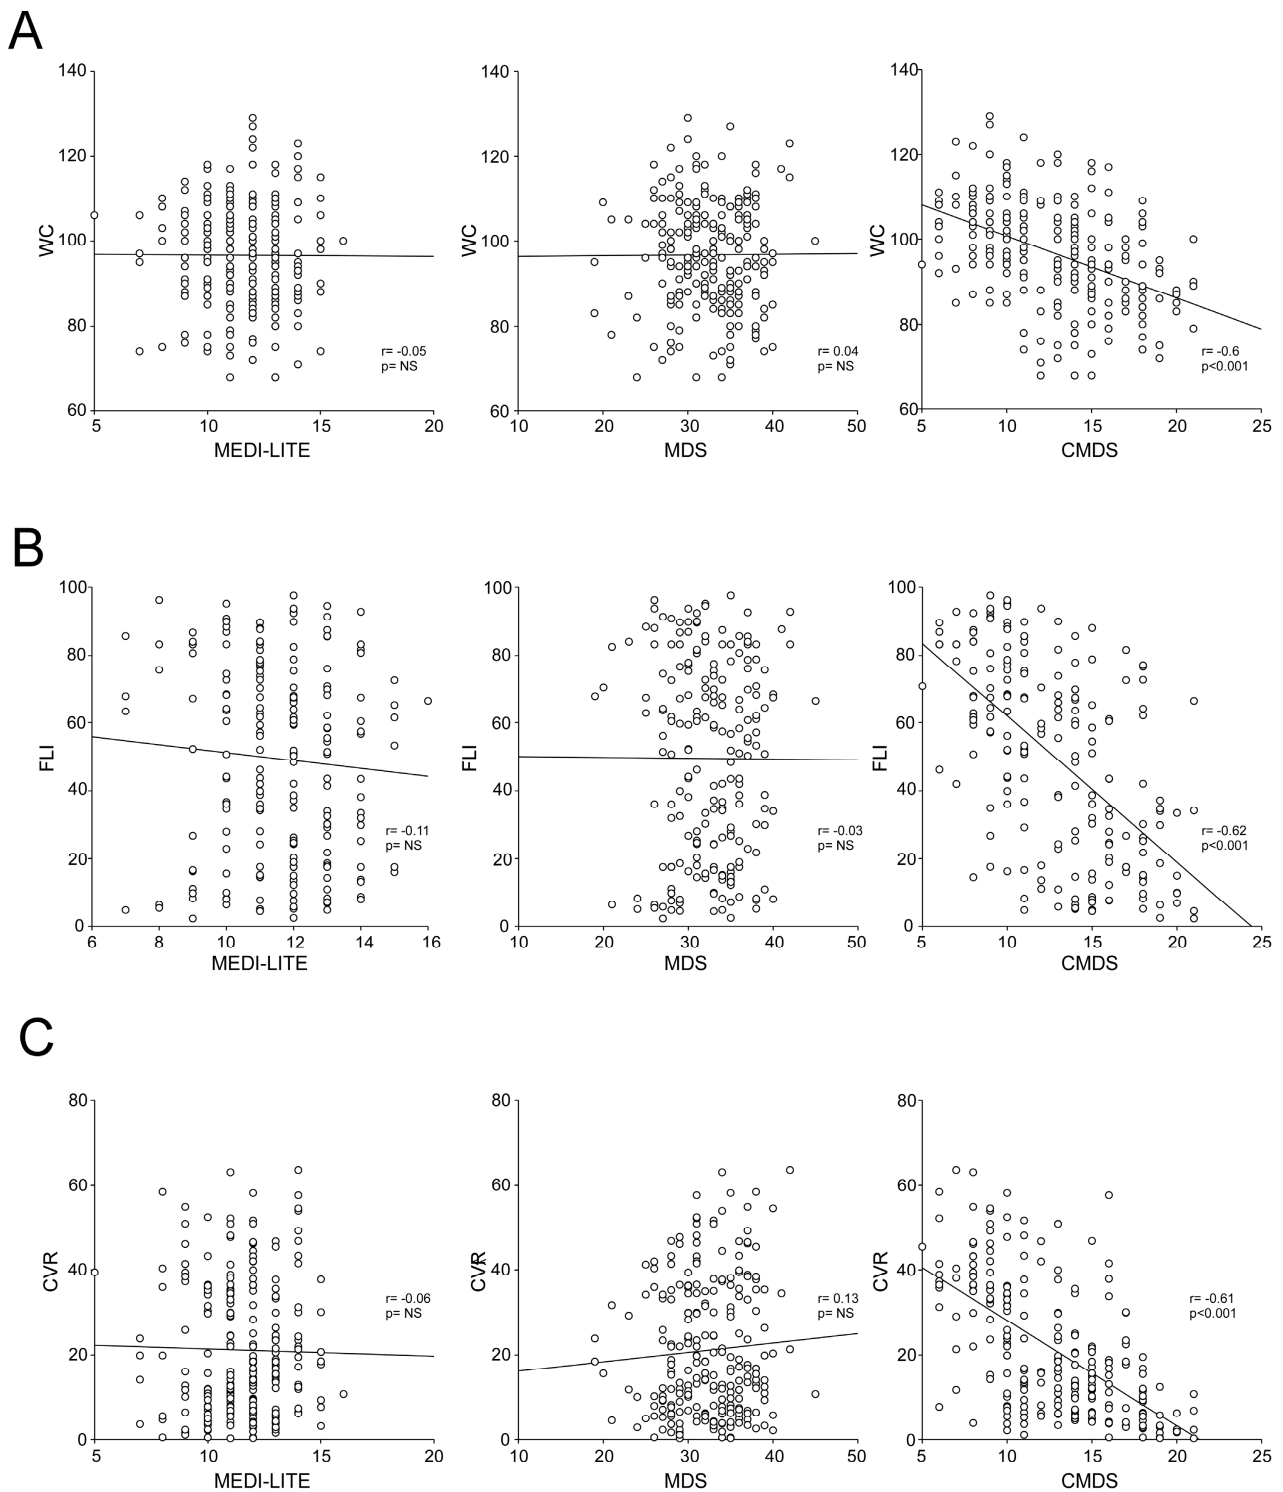 A
140
120
100
80
60
WC
5
10
15
20
MEDI-LITE
r= -0.05
p= NS
140
120
100
80
60
WC
10
20
30
40
50
MDS
r= 0.04
p= NS
140
120
100
80
60
WC
5
10
15
20
25
CMDS
r= -0.6
p<0.001
B
100
80
60
40
20
0
FLI
6
8
10
12
14
16
MEDI-LITE
r= -0.11
p= NS
100
80
60
40
20
0
FLI
10
20
30
40
50
MDS
r= -0.03
p= NS
100
80
60
40
20
0
FLI
5
10
15
20
25
CMDS
r= -0.62
p<0.001
C
80
60
40
20
0
CVR
5
10
15
20
MEDI-LITE
r= -0.06
p= NS
80
60
40
20
0
CVR
10
20
30
40
50
MDS
r= 0.13
p= NS
80
60
40
20
0
CVR
5
10
15
20
25
CMDS
r= -0.61
p<0.001